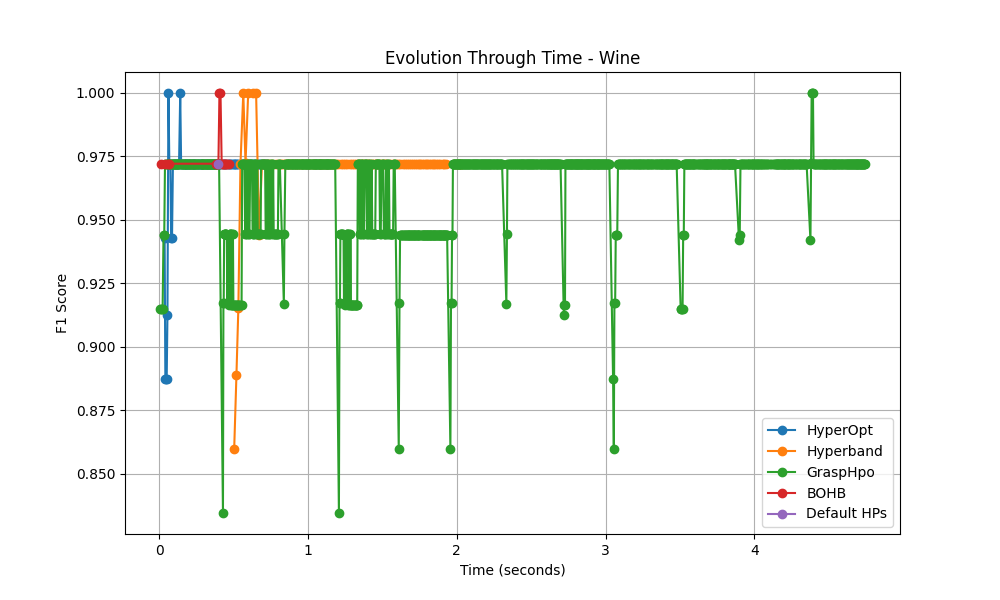 Evolution Through Time - Wine
F1 Score
1.000
0.975
0.950
0.925
0.900
0.875
0.850
0
1
2
3
4
Time (seconds)
HyperOpt
Hyperband
GraspHpo
BOHB
Default HPs